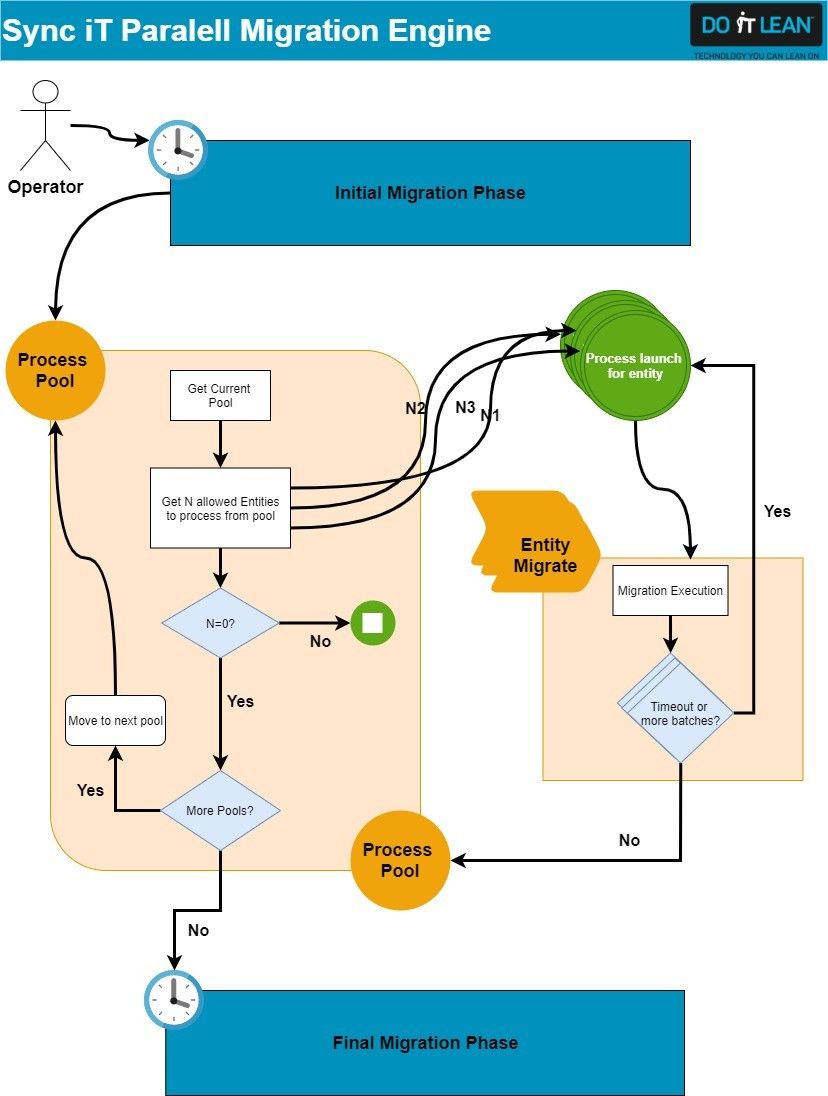 Sync iT Paralell Migration Engine
DO iT LEAN
TECHNOLOGY YOU CAN LEAN ON
Operator
Initial Migration Phase
Process
Pool
Get Current
Pool
Process launch
for entity
N2
N3
N1
Get N allowed Entities
to process from pool
Yes
Entity
Migrate
Migration Execution
N=0?
No
Yes
Move to next pool
Timeout or
more batches?
Yes
More Pools?
No
Process
Pool
No
Final Migration Phase